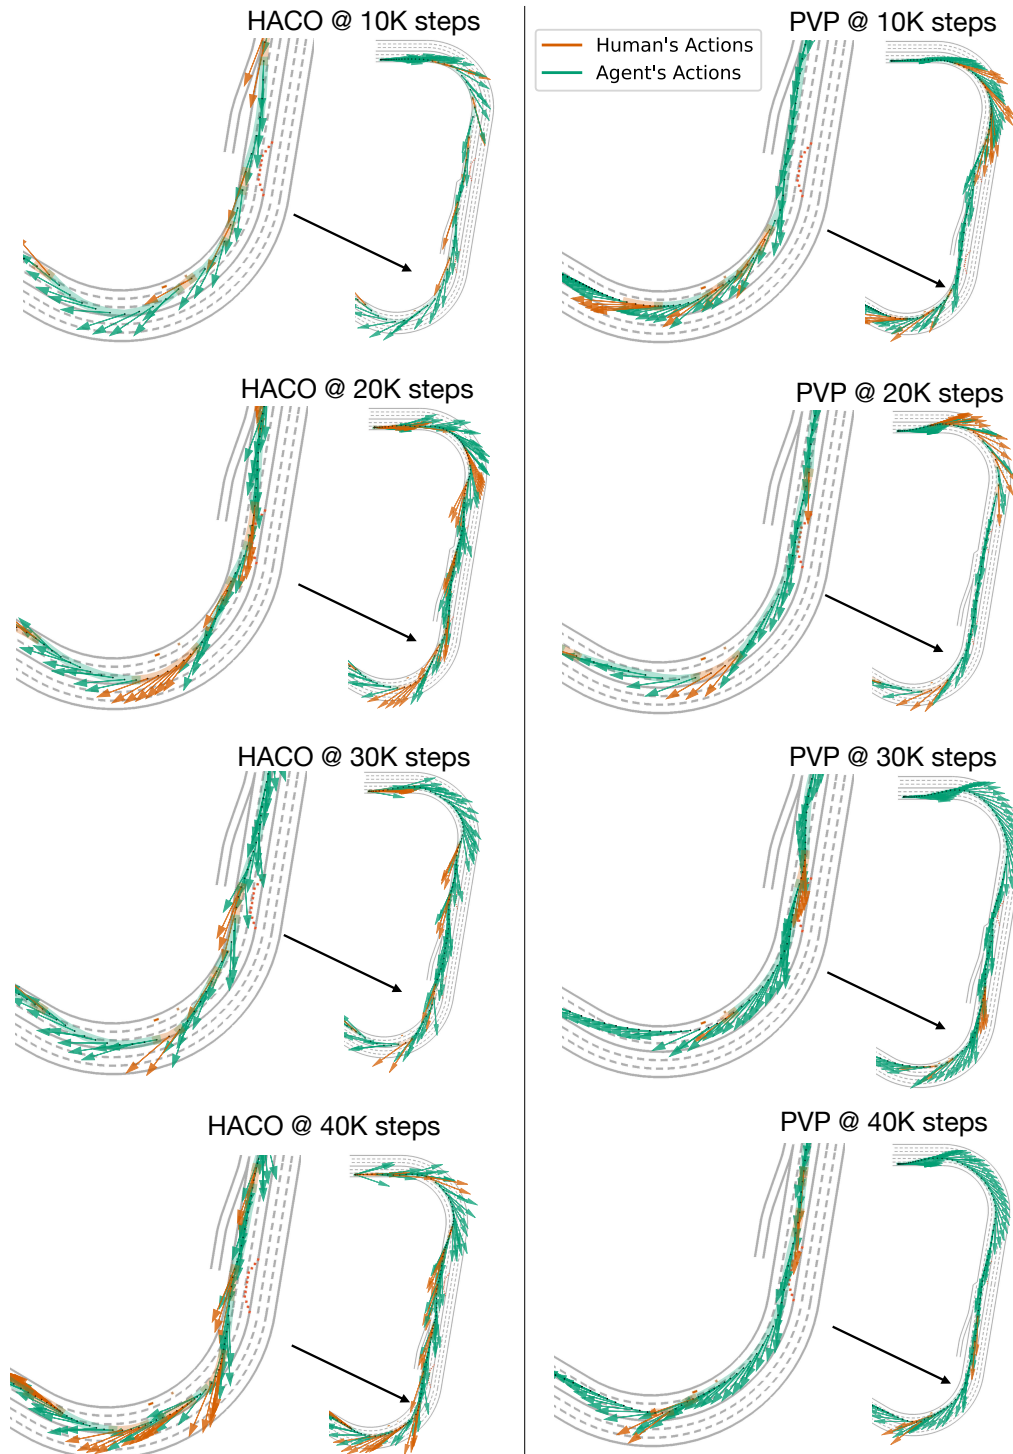 HACO @ 10K steps
PVP @ 10K steps
Human's Actions
Agent's Actions
HACO @ 20K steps
PVP @ 20K steps
HACO @ 30K steps
PVP @ 30K steps
HACO @ 40K steps
PVP @ 40K steps